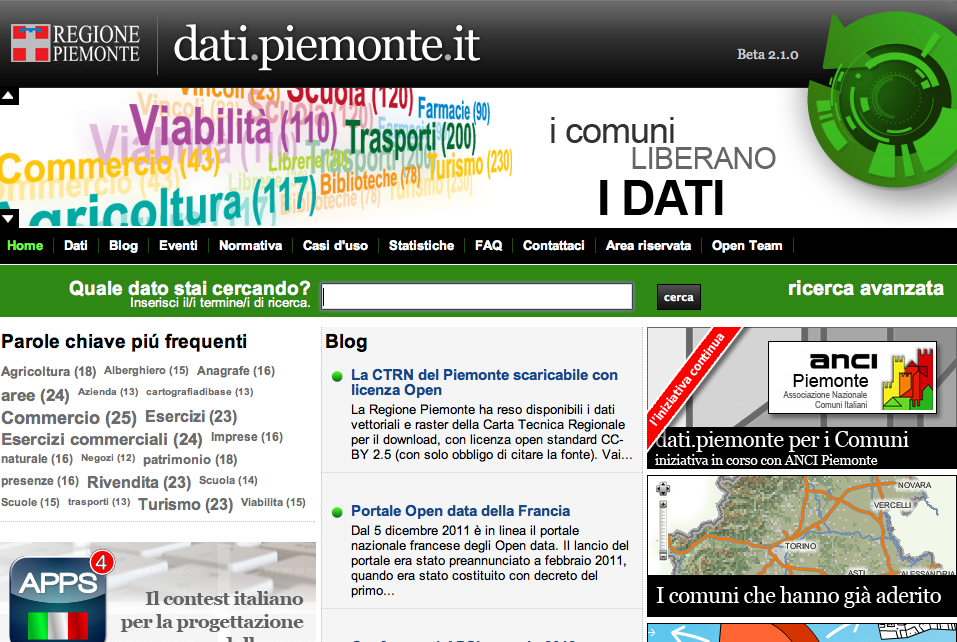 REGIONE
PIEMONTE
dati.piemonte.it
Beta 2.1.0
Vincoli (23)
Scuola (120)
Farmacie (90)
Viabilità (110)
Trasporti (200)
Commercio (43)
Librerie (20)
Turismo (230)
Biblioteche (78)
Agricoltura (117)
i comuni
LIBERANO
I DATI
Home
Dati
Blog
Eventi
Normativa
Casi d'uso
Statistiche
FAQ
Contattaci
Area riservata
Open Team
Quale dato stai cercando?
Inserisci il/i termine/i di ricerca.
cerca
ricerca avanzata
Parole chiave piú frequenti
Agricoltura (18) Alberghiero (15) Anagrafe (16)
aree (24) Azienda (13) cartografiadibase (13)
Commercio (25) Esercizi (23)
Esercizi commerciali (24) Imprese (16)
naturale (16) Negozi (12) patrimonio (18)
presenze (16) Rivendita (23) Scuola (14)
Scuole (15) trasporti (13) Turismo (23) Viabilita (15)
APPS
4
Il contest italiano
per la progettazione
Blog
La CTRN del Piemonte scaricabile con
licenza Open
La Regione Piemonte ha reso disponibili i dati
vettoriali e raster della Carta Tecnica Regionale
per il download, con licenza open standard CC-
BY 2.5 (con solo obbligo di citare la fonte). Vai...
Portale Open data della Francia
Dal 5 dicembre 2011 è in linea il portale
nazionale francese degli Open data. Il lancio del
portale era stato preannunciato a febbraio 2011,
quando era stato costituito con decreto del
primo...
l'iniziativa continua
anci
Piemonte
Associazione Nazionale
Comuni Italiani
dati.piemonte per i Comuni
iniziativa in corso con ANCI Piemonte
NOVARA
VERCELLI
TORINO
ASTI
ALESSANDRIA
I comuni che hanno già aderito